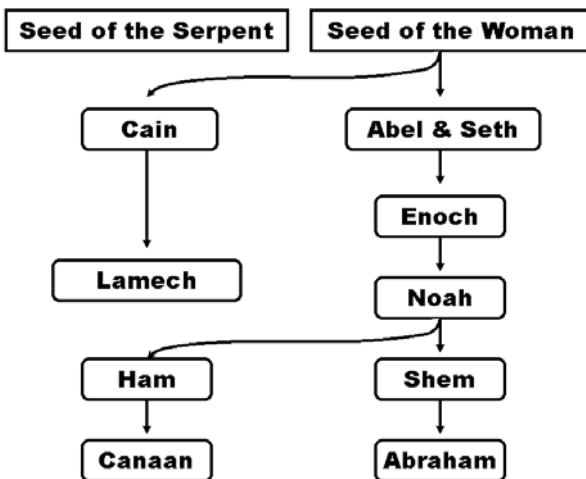 Seed of the Serpent
Seed of the Woman
Cain
Abel & Seth
Enoch
Lamech
Noah
Ham
Shem
Canaan
Abraham